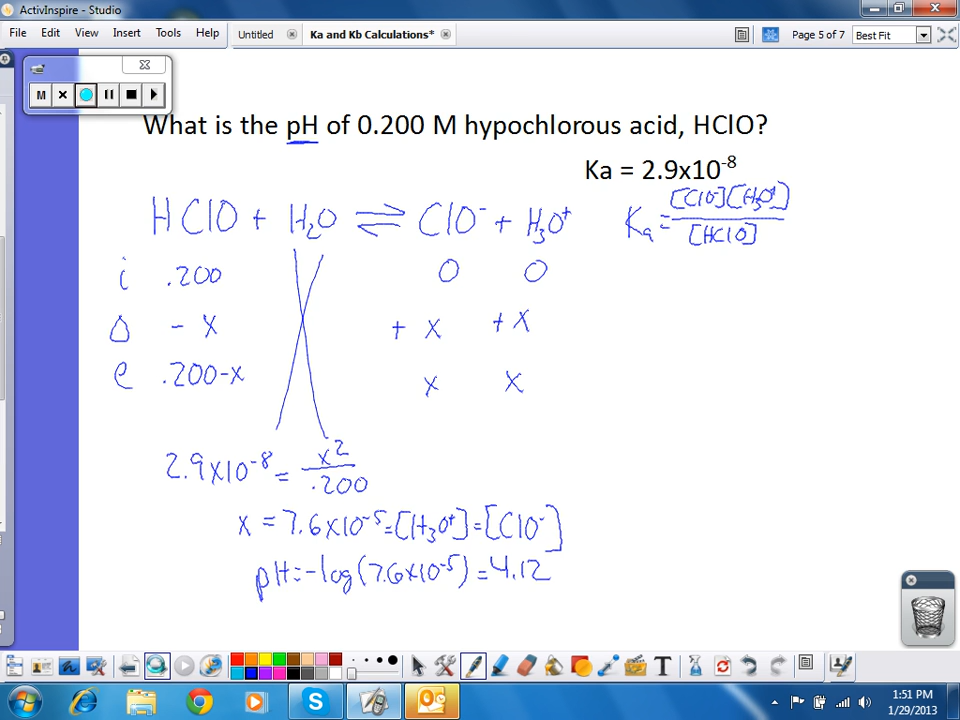 ActivInspire - Studio
File Edit View Insert Tools Help Untitled Ka and Kb Calculations* Page 5 of 7 Best Fit
M
What is the pH of 0.200 M hypochlorous acid, HClO?
Ka = 2.9x10⁻⁸
HClO + H₂O ⇌ ClO⁻ + H₃O⁺ Kₐ = [ClO⁻][H₃O⁺] / [HClO]
i .200 0 0
Δ - x + x + x
e .200-x x x
2.9x10⁻⁸ = x² / .200
x = 7.6x10⁻⁵ = [H₃O⁺] = [ClO⁻]
pH = -log(7.6x10⁻⁵) = 4.12
T
1:51 PM
1/29/2013